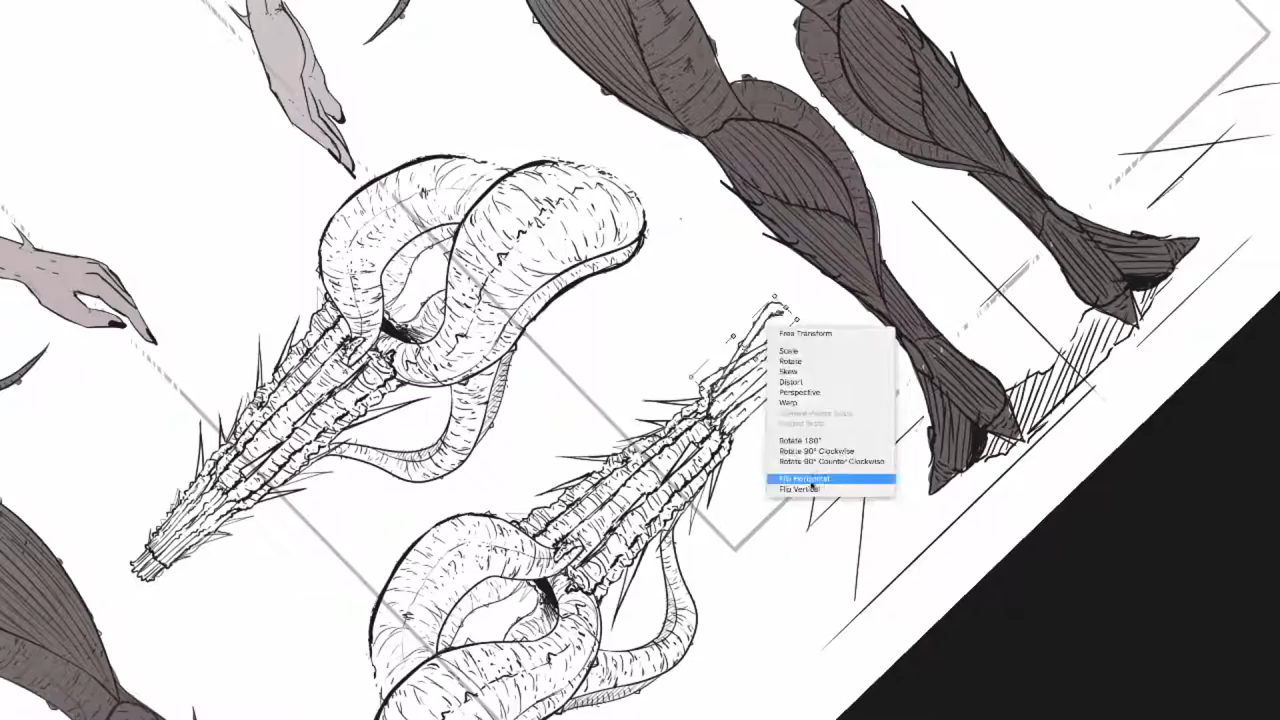 Free Transform
Scale
Rotate
Skew
Distort
Perspective
Warp
Rotate 180°
Rotate 90° Clockwise
Rotate 90° Counter Clockwise
Flip Horizontal
Flip Vertical